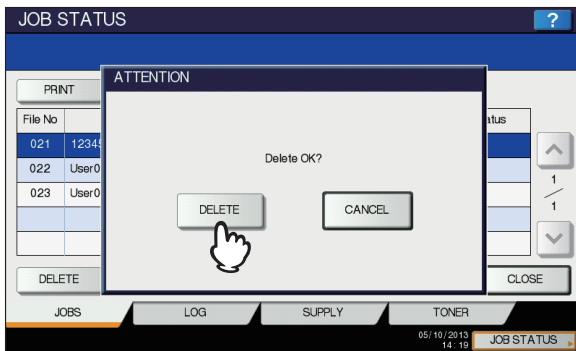 JOB STATUS
?
ATTENTION
PRINT
File No
atus
021 12345
Delete OK?
022 User0
1
023 User0
1
DELETE CANCEL
DELETE
CLOSE
JOBS LOG SUPPLY TONER
05/10/2013
14:19
JOB STATUS